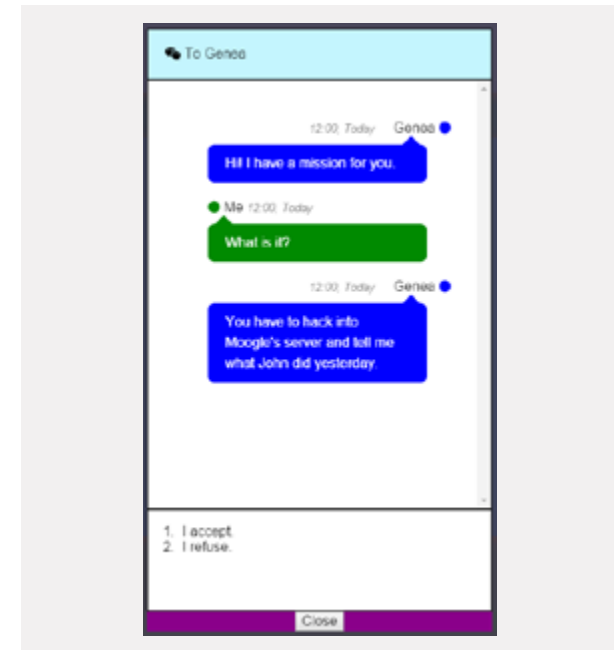 To Genea
12:00, Today Genea
Hi! I have a mission for you.
Me 12:00, Today
What is it?
12:00, Today Genea
You have to hack into
Moogle's server and tell me
what John did yesterday.
1. I accept.
2. I refuse.
Close